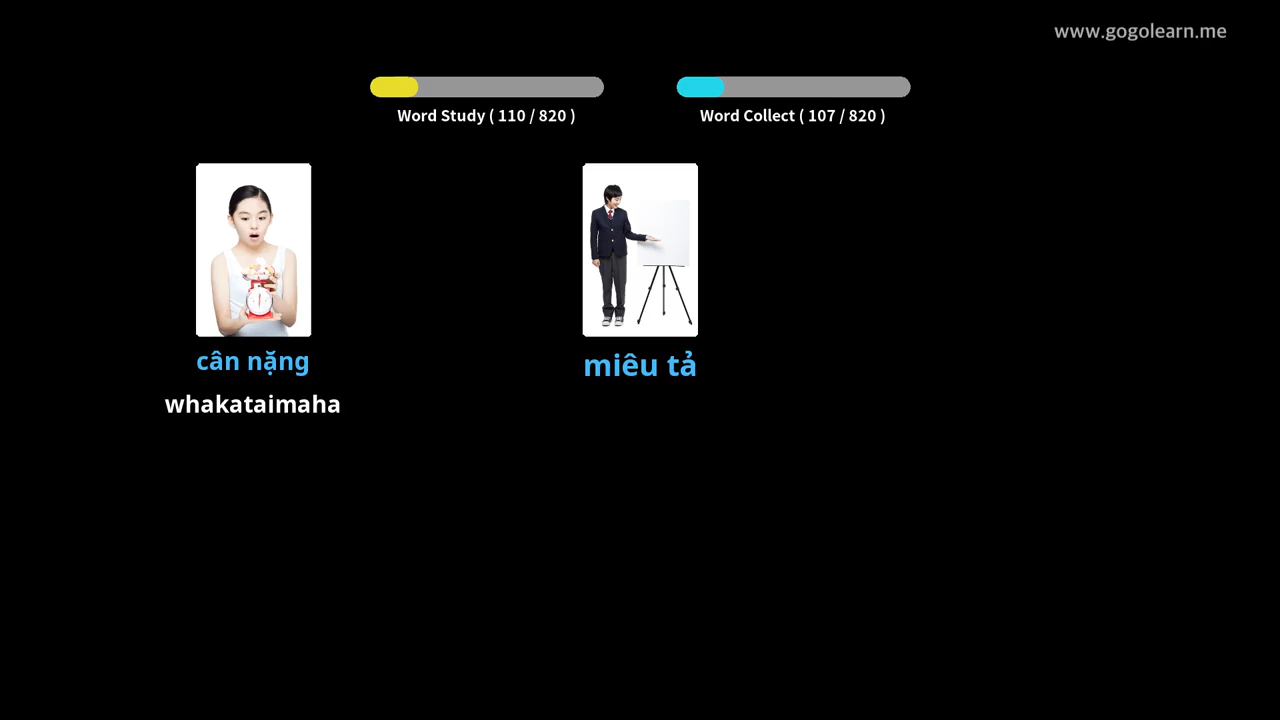 www.gogolearn.me
Word Study ( 110 / 820 )
Word Collect ( 107 / 820 )
cân nặng
miêu tả
whakataimaha